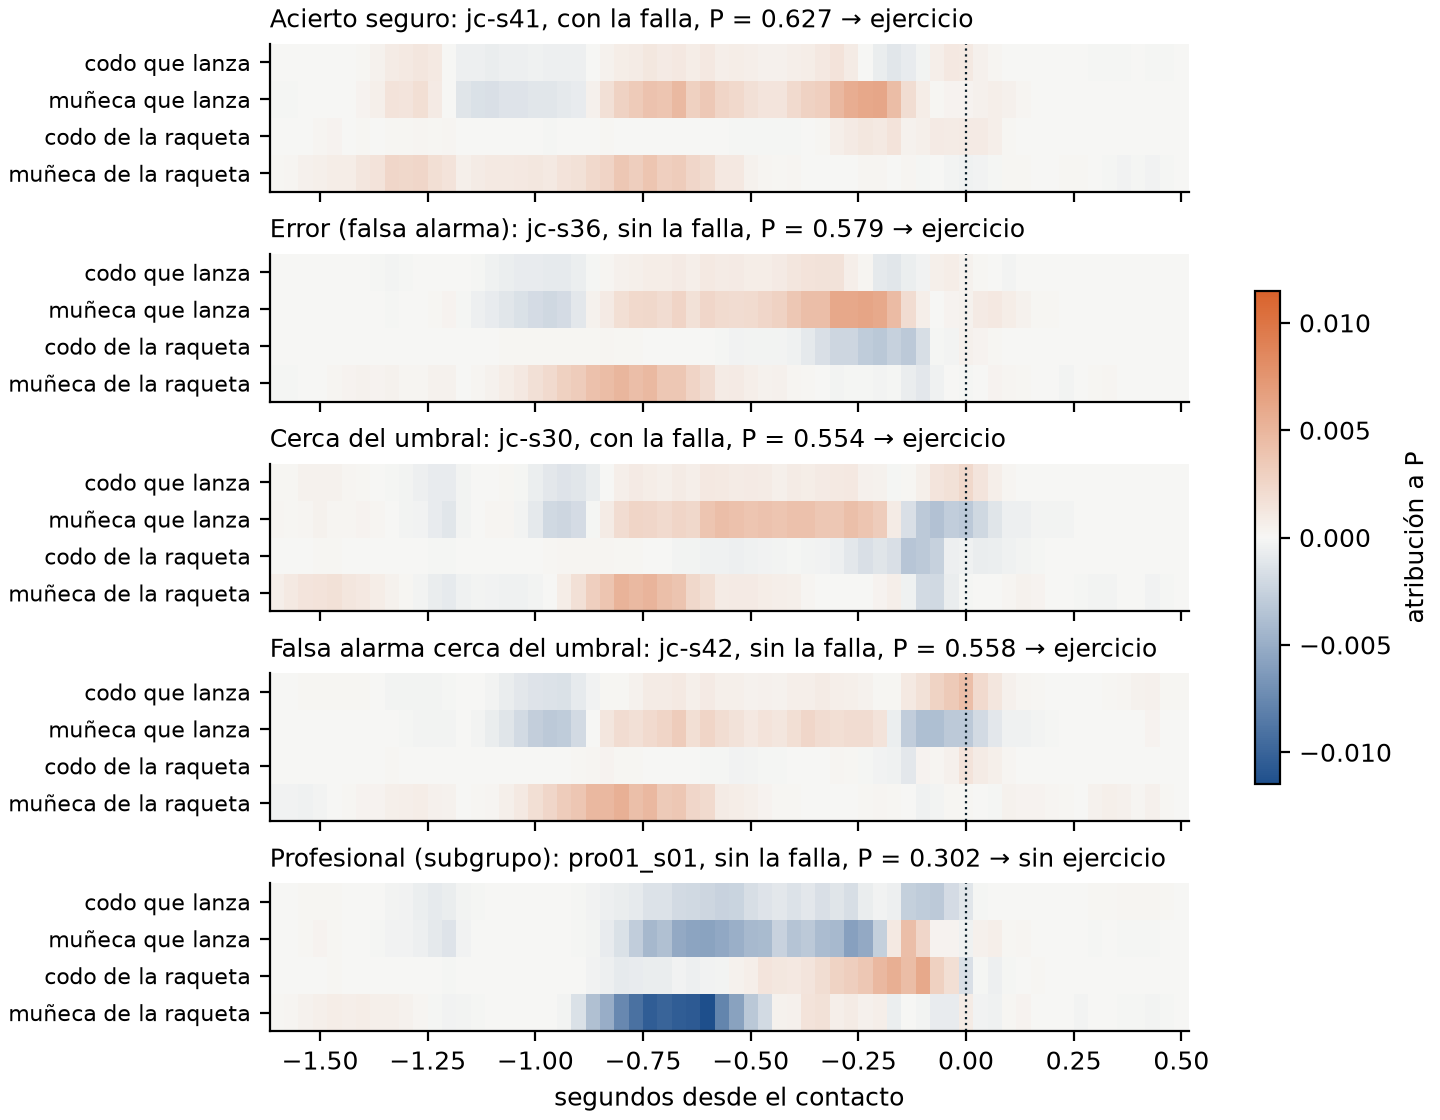 Acierto seguro: jc-s41, con la falla, P = 0.627 → ejercicio
codo que lanza
muñeca que lanza
codo de la raqueta
muñeca de la raqueta
Error (falsa alarma): jc-s36, sin la falla, P = 0.579 → ejercicio
codo que lanza
muñeca que lanza
codo de la raqueta
muñeca de la raqueta
Cerca del umbral: jc-s30, con la falla, P = 0.554 → ejercicio
codo que lanza
muñeca que lanza
codo de la raqueta
muñeca de la raqueta
Falsa alarma cerca del umbral: jc-s42, sin la falla, P = 0.558 → ejercicio
codo que lanza
muñeca que lanza
codo de la raqueta
muñeca de la raqueta
Profesional (subgrupo): pro01_s01, sin la falla, P = 0.302 → sin ejercicio
codo que lanza
muñeca que lanza
codo de la raqueta
muñeca de la raqueta
−1.50 −1.25 −1.00 −0.75 −0.50 −0.25 0.00 0.25 0.50
segundos desde el contacto
0.010
0.005
0.000
−0.005
−0.010
atribución a P